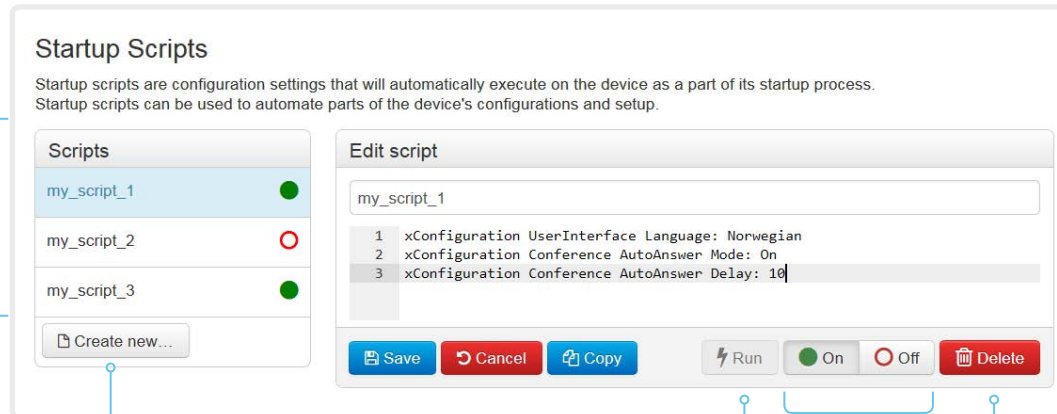 Startup Scripts
Startup scripts are configuration settings that will automatically execute on the device as a part of its startup process.
Startup scripts can be used to automate parts of the device's configurations and setup.
Scripts
my_script_1
my_script_2
my_script_3
Create new...
Edit script
my_script_1
1 xConfiguration UserInterface Language: Norwegian
2 xConfiguration Conference AutoAnswer Mode: On
3 xConfiguration Conference AutoAnswer Delay: 10
Save Cancel Copy Run On Off Delete